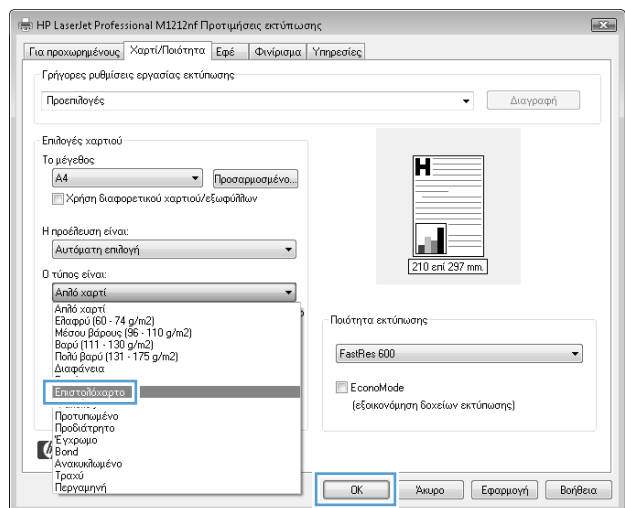 HP LaserJet Professional M1212nf Προτιμήσεις εκτύπωσης
Για προχωρημένους Χαρτί/Ποιότητα Εφέ Φινίρισμα Υπηρεσίες
Γρήγορες ρυθμίσεις εργασίας εκτύπωσης
Προεπιλογές
Διαγραφή
Επιλογές χαρτιού
Το μέγεθος
A4
Προσαρμοσμένο...
Χρήση διαφορετικού χαρτιού/εξωφύλλων
Η προέλευση είναι:
Αυτόματη επιλογή
Ο τύπος είναι:
Απλό χαρτί
Απλό χαρτί
Ελαφρύ (60 - 74 g/m2)
Μέσου βάρους (96 - 110 g/m2)
Βαρύ (111 - 130 g/m2)
Πολύ βαρύ (131 - 175 g/m2)
Διαφάνεια
Επιστολόχαρτο
Προτυπωμένο
Προδιάτρητο
Έγχρωμο
Bond
Ανακυκλωμένο
Τραχύ
Περγαμηνή
H
210 επί 297 mm.
Ποιότητα εκτύπωσης
FastRes 600
EconoMode
(εξοικονόμηση δοχείων εκτύπωσης)
OK
Άκυρο
Εφαρμογή
Βοήθεια